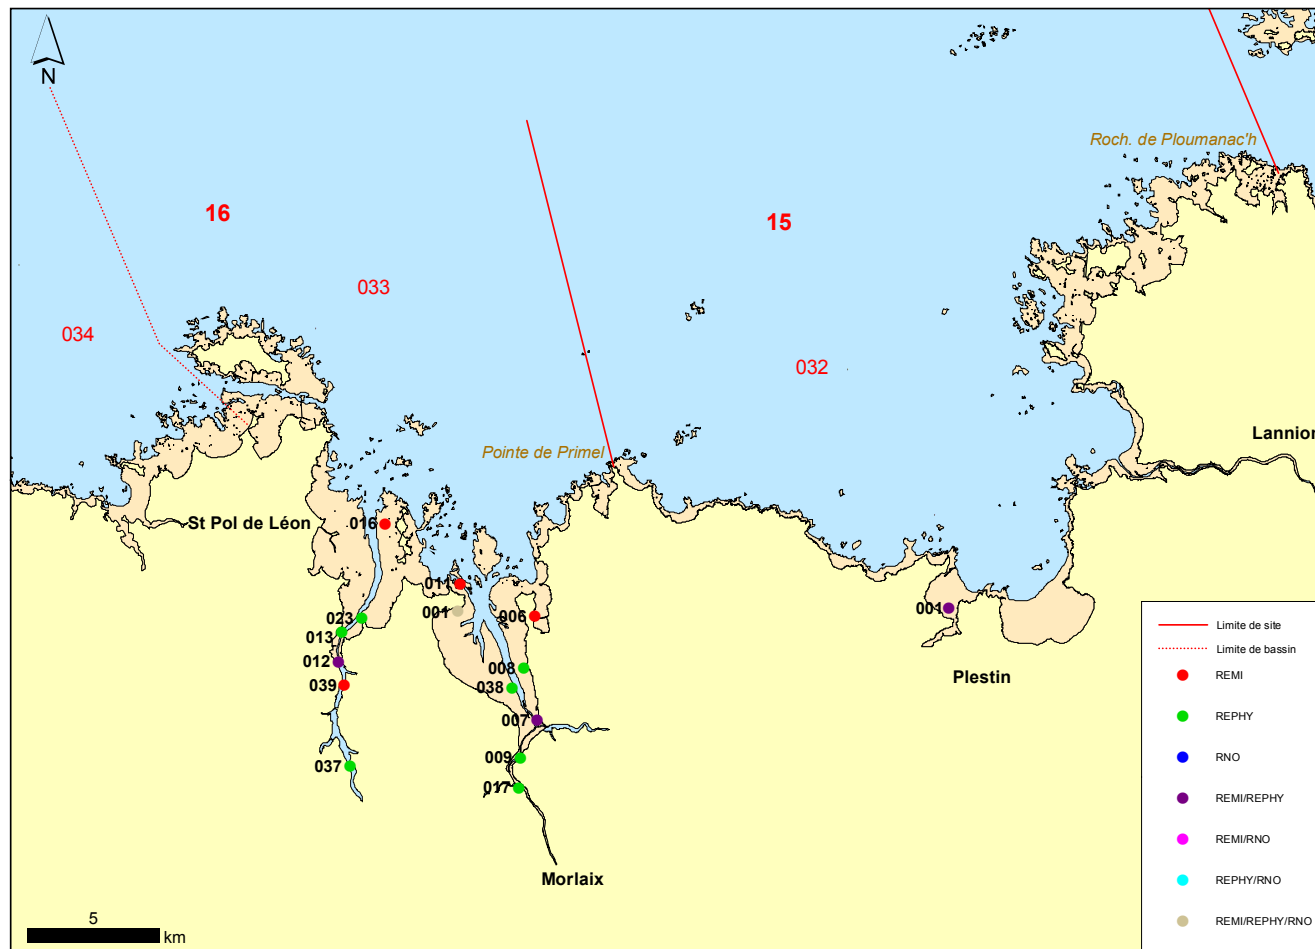 N
Roch. de Ploumanac'h
16
15
033
034
032
Lannion
Pointe de Primel
St Pol de Léon
016
011
001
006
001
023
013
012
008
039
038
Plestin
007
009
037
017
Morlaix
Limite de site
Limite de bassin
REMI
REPHY
RNO
REMI/REPHY
REMI/RNO
REPHY/RNO
REMI/REPHY/RNO
5
km